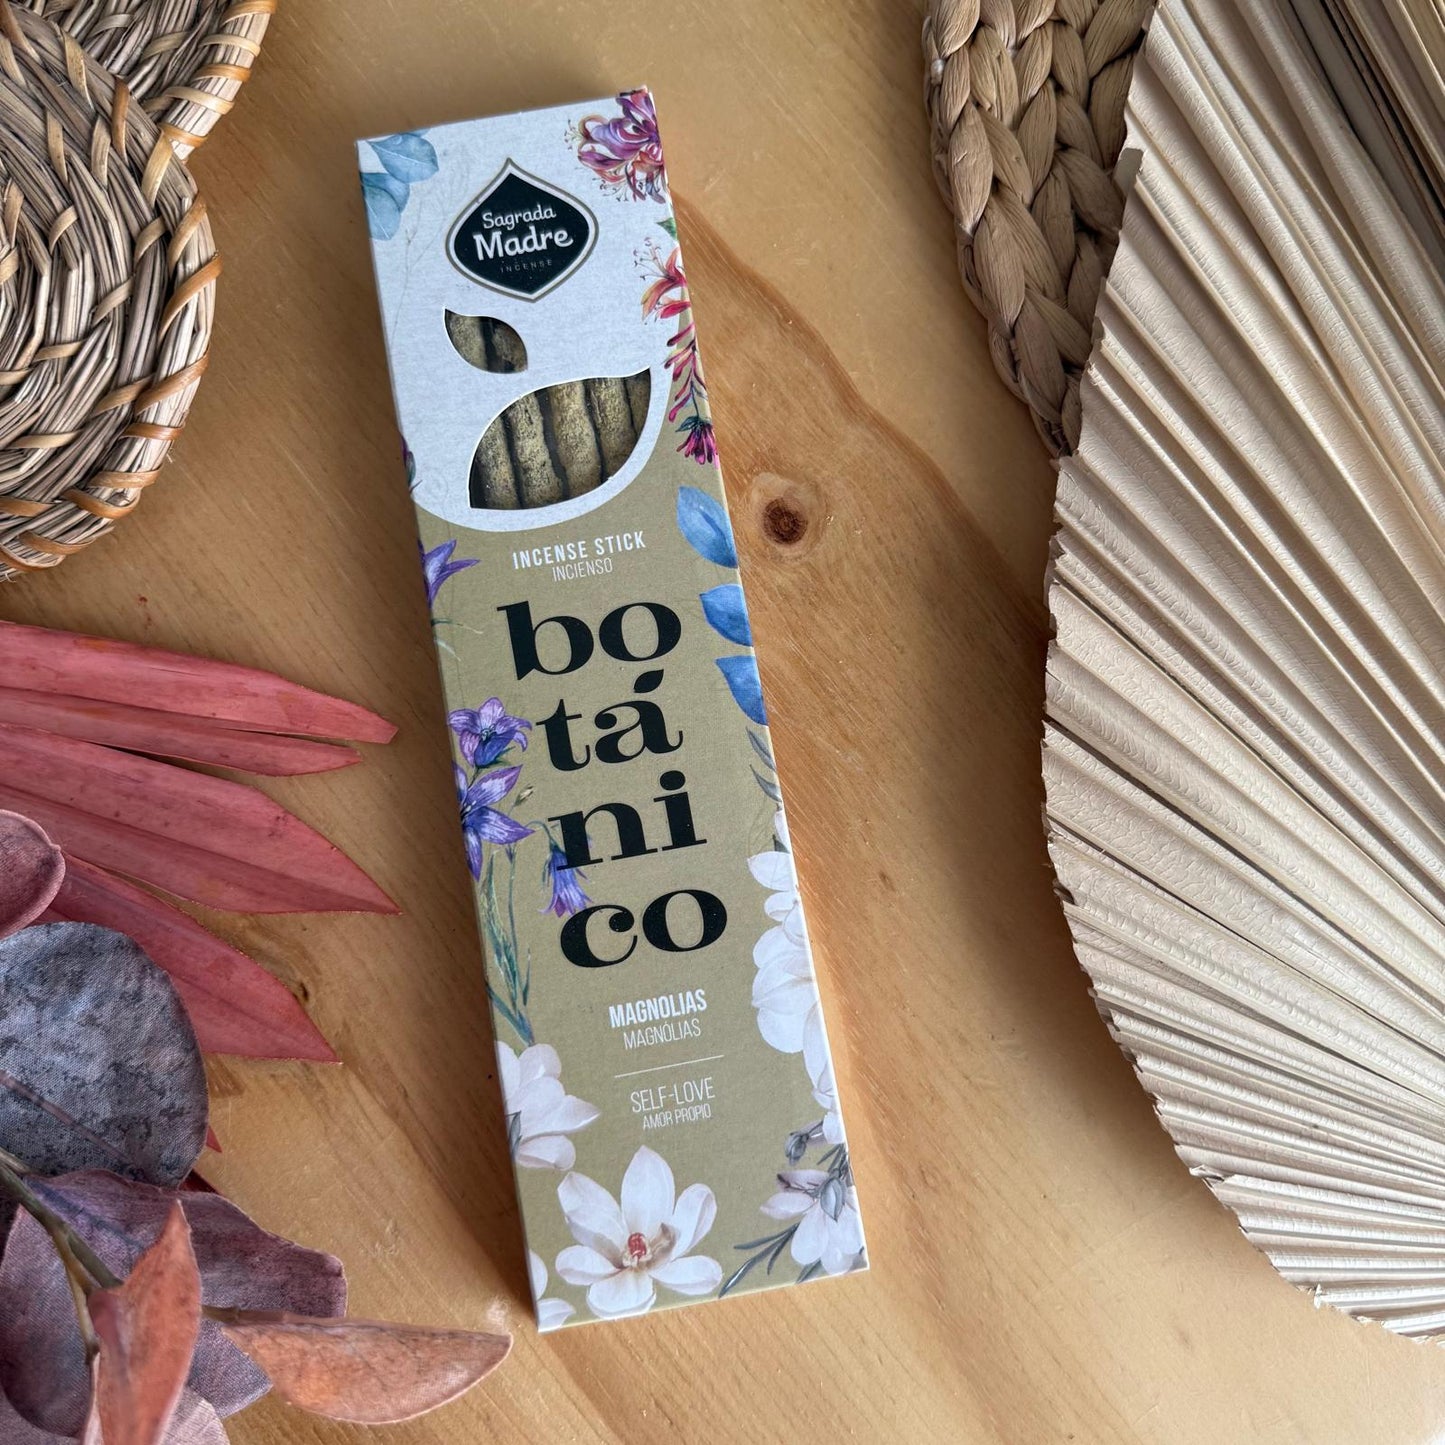 Sagrada
Madre
INCENSE
INCENSE STICK
INCIENSO
bo
tá
ni
co
MAGNOLIAS
MAGNÓLIAS
SELF-LOVE
AMOR PROPIO